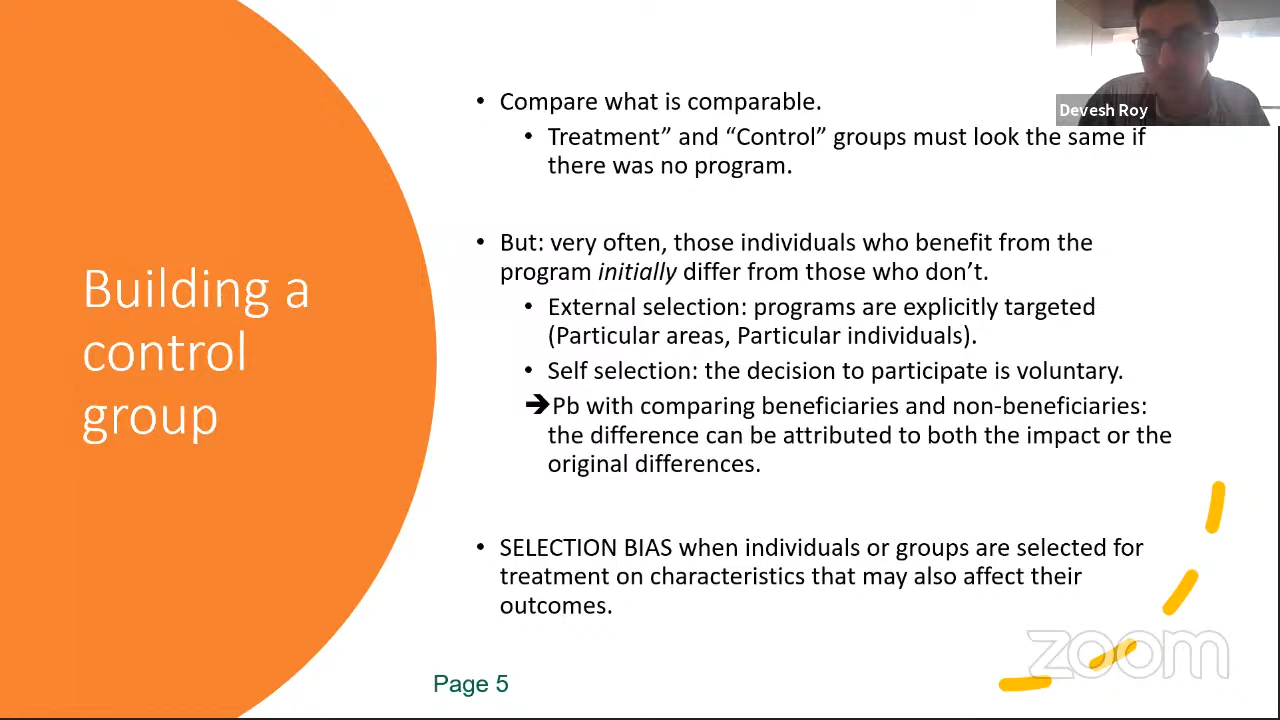 Devesh Roy
Building a
control
group
• Compare what is comparable.
• Treatment” and “Control” groups must look the same if
there was no program.
• But: very often, those individuals who benefit from the
program initially differ from those who don’t.
• External selection: programs are explicitly targeted
(Particular areas, Particular individuals).
• Self selection: the decision to participate is voluntary.
➔Pb with comparing beneficiaries and non-beneficiaries:
the difference can be attributed to both the impact or the
original differences.
• SELECTION BIAS when individuals or groups are selected for
treatment on characteristics that may also affect their
outcomes.
zoom
Page 5